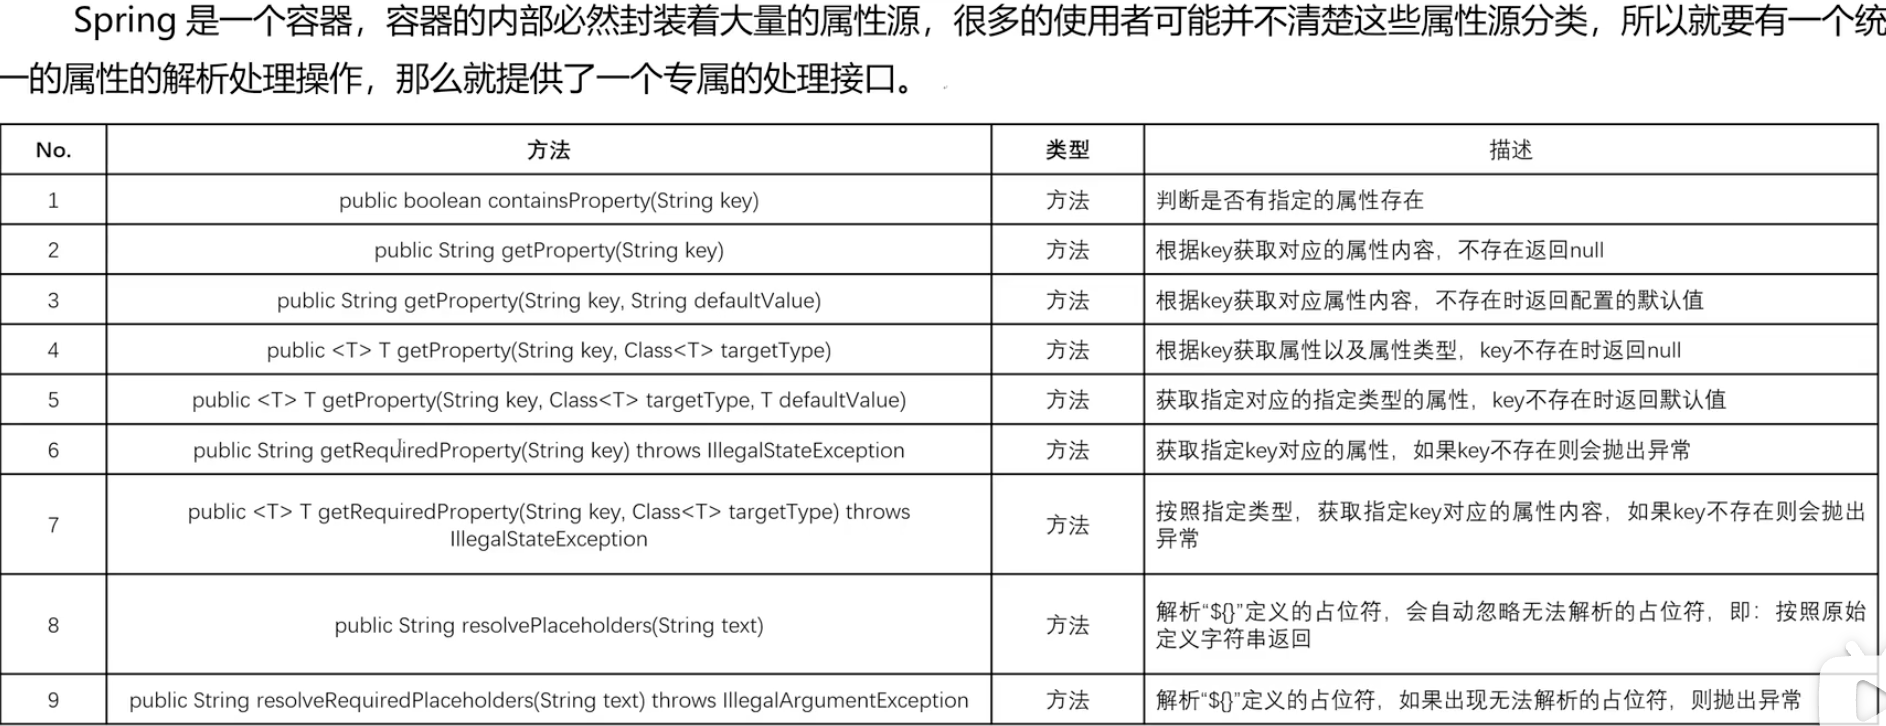 Spring 是一个容器，容器的内部必然封装着大量的属性源，很多的使用者可能并不清楚这些属性源分类，所以就要有一个统
一的属性的解析处理操作，那么就提供了一个专属的处理接口。
No. 方法 类型 描述
1 public boolean containsProperty(String key) 方法 判断是否有指定的属性存在
2 public String getProperty(String key) 方法 根据key获取对应的属性内容，不存在返回null
3 public String getProperty(String key, String defaultValue) 方法 根据key获取对应属性内容，不存在时返回配置的默认值
4 public <T> T getProperty(String key, Class<T> targetType) 方法 根据key获取属性以及属性类型，key不存在时返回null
5 public <T> T getProperty(String key, Class<T> targetType, T defaultValue) 方法 获取指定对应的指定类型的属性，key不存在时返回默认值
6 public String getRequiredProperty(String key) throws IllegalStateException 方法 获取指定key对应的属性，如果key不存在则会抛出异常
7 public <T> T getRequiredProperty(String key, Class<T> targetType) throws
IllegalStateException 方法 按照指定类型，获取指定key对应的属性内容，如果key不存在则会抛出
异常
8 public String resolvePlaceholders(String text) 方法 解析“${}”定义的占位符，会自动忽略无法解析的占位符，即：按照原始
定义字符串返回
9 public String resolveRequiredPlaceholders(String text) throws IllegalArgumentException 方法 解析“${}”定义的占位符，如果出现无法解析的占位符，则抛出异常